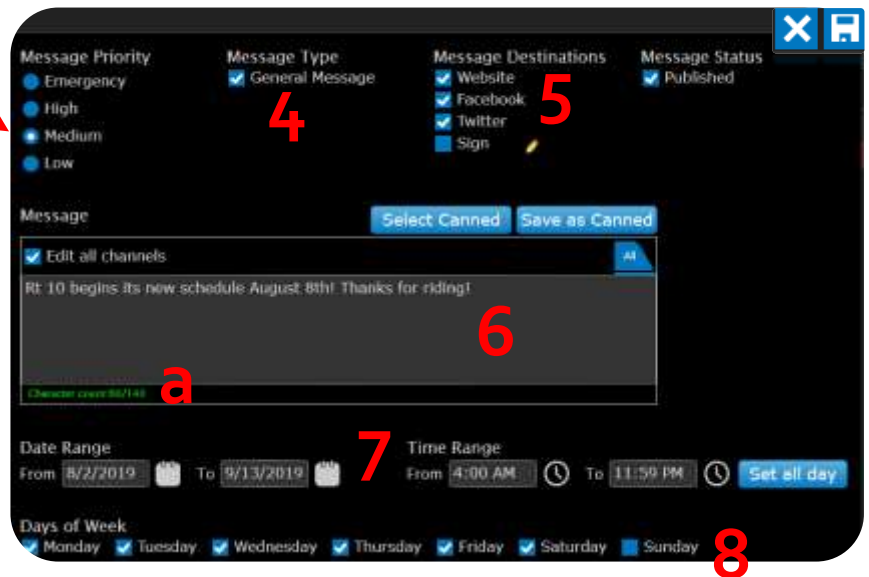 Message Priority Message Type Message Destinations Message Status
Emergency General Message Website Published
High 4 Facebook 5
Medium Twitter
Low Sign
Message Select Canned Save as Canned
Edit all channels All
Rt 10 begins its new schedule August 8th! Thanks for riding!
6
a
Character count:
Date Range 7 Time Range
From 8/2/2019 To 9/13/2019 From 4:00 AM To 11:59 PM Set all day
Days of Week
Monday Tuesday Wednesday Thursday Friday Saturday Sunday 8